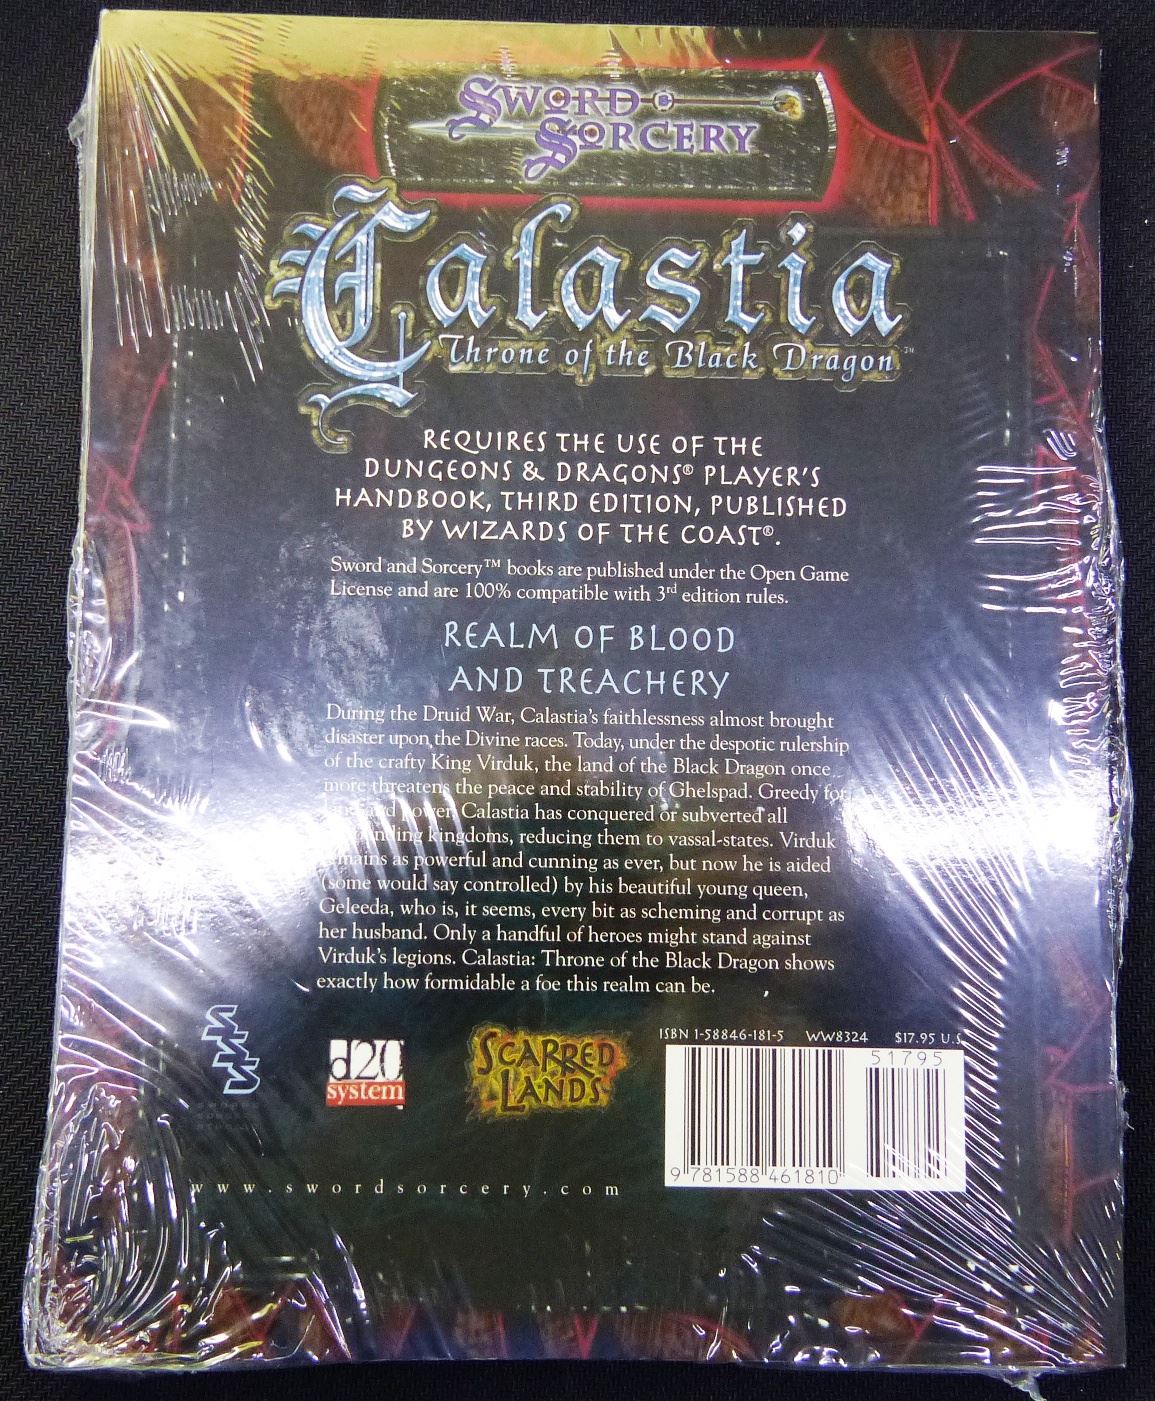 SWORD
SORCERY
Calastia
Throne of the Black Dragon™
REQUIRES THE USE OF THE
DUNGEONS & DRAGONS® PLAYER'S
HANDBOOK, THIRD EDITION, PUBLISHED
BY WIZARDS OF THE COAST®.
Sword and Sorcery™ books are published under the Open Game
License and are 100% compatible with 3rd edition rules.
REALM OF BLOOD
AND TREACHERY
During the Druid War, Calastia's faithlessness almost brought
disaster upon the Divine races. Today, under the despotic rulership
of the crafty King Virduk, the land of the Black Dragon once
more threatens the peace and stability of Ghelspad. Greedy for
and power, Calastia has conquered or subverted all
kingdoms, reducing them to vassal-states. Virduk
remains as powerful and cunning as ever, but now he is aided
(some would say controlled) by his beautiful young queen,
Geleeda, who is, it seems, every bit as scheming and corrupt as
her husband. Only a handful of heroes might stand against
Virduk's legions. Calastia: Throne of the Black Dragon shows
exactly how formidable a foe this realm can be.
SSS
d20
system
SCARRED
LANDS
ISBN 1-58846-181-5 WW8324 $17.95 U.S.
51795
9 781588 461810
www.swordsorcery.com